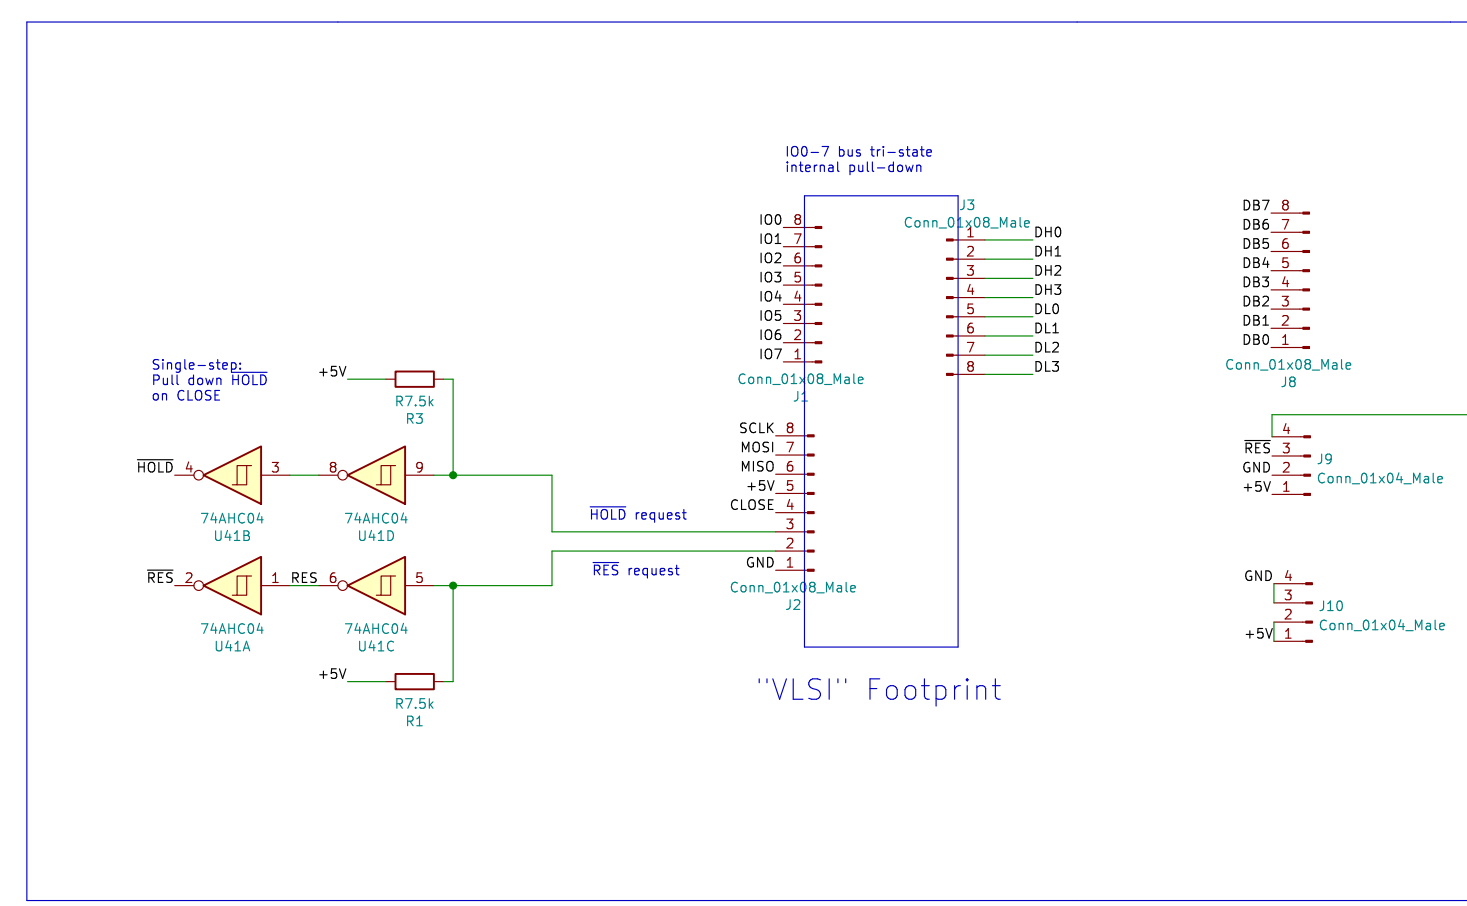 IO0-7 bus tri-state
internal pull-down
J3
Conn_01x08_Male
IO0 8
IO1 7
IO2 6
IO3 5
IO4 4
IO5 3
IO6 2
IO7 1
Conn_01x08_Male
J1
1 DH0
2 DH1
3 DH2
4 DH3
5 DL0
6 DL1
7 DL2
8 DL3
SCLK 8
MOSI 7
MISO 6
+5V 5
CLOSE 4
3
2
GND 1
Conn_01x08_Male
J2
"VLSI" Footprint
Single-step:
Pull down HOLD
on CLOSE
+5V
R7.5k
R3
HOLD 4
3
8
9
74AHC04
U41B
74AHC04
U41D
HOLD request
RES request
RES 2
1 RES 6
5
74AHC04
U41A
74AHC04
U41C
+5V
R7.5k
R1
DB7 8
DB6 7
DB5 6
DB4 5
DB3 4
DB2 3
DB1 2
DB0 1
Conn_01x08_Male
J8
4
RES 3
GND 2
+5V 1
J9
Conn_01x04_Male
GND 4
3
2
+5V 1
J10
Conn_01x04_Male